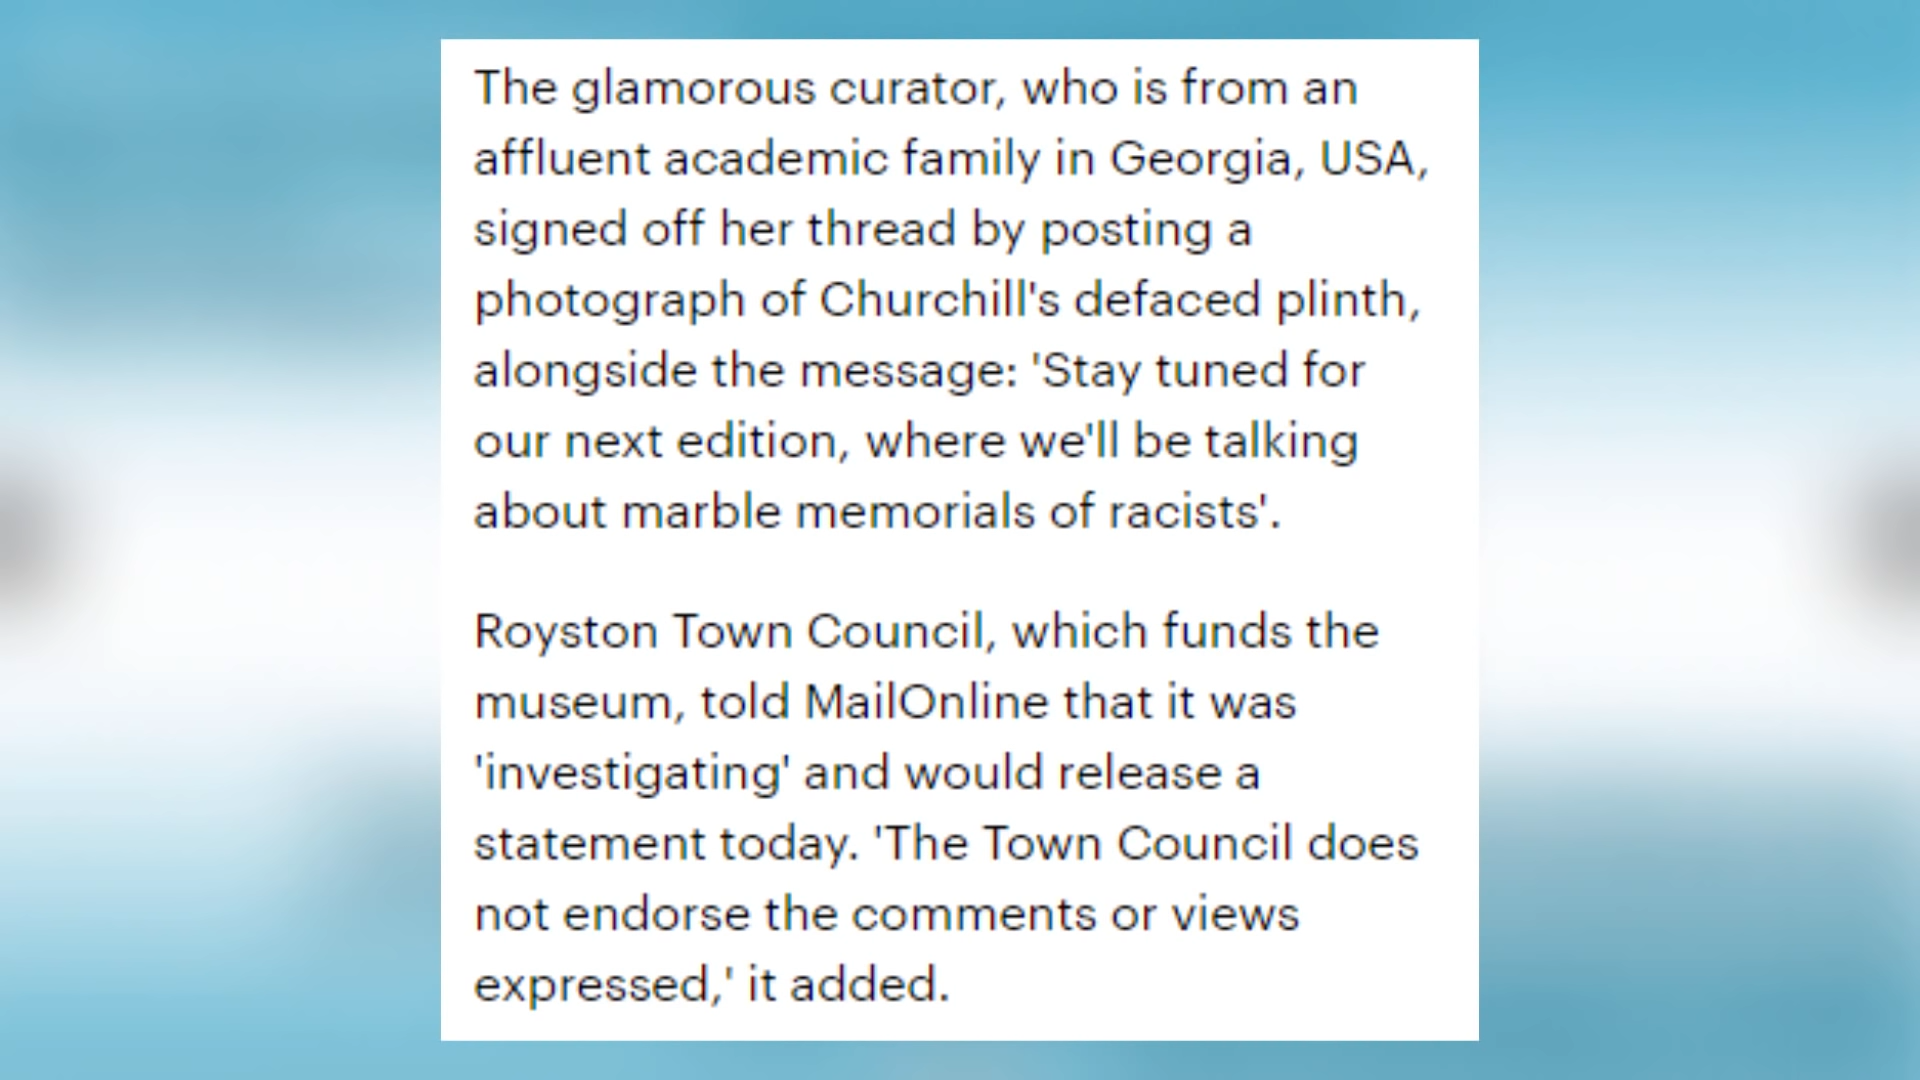 The glamorous curator, who is from an
affluent academic family in Georgia, USA,
signed off her thread by posting a
photograph of Churchill's defaced plinth,
alongside the message: 'Stay tuned for
our next edition, where we'll be talking
about marble memorials of racists'.
Royston Town Council, which funds the
museum, told MailOnline that it was
'investigating' and would release a
statement today. 'The Town Council does
not endorse the comments or views
expressed,' it added.